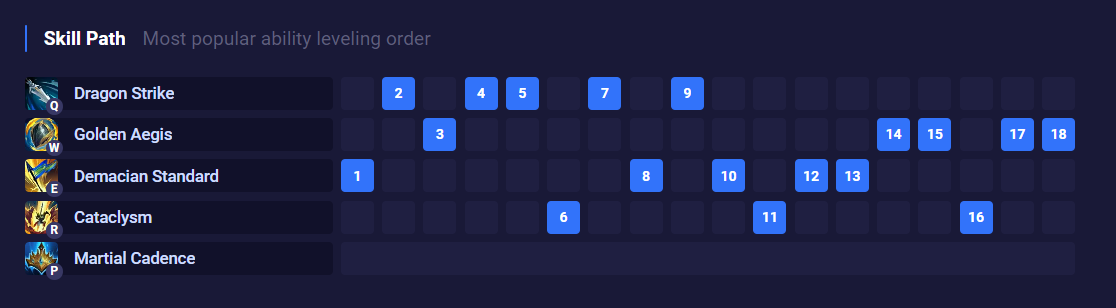 Skill Path Most popular ability leveling order
Q Dragon Strike 2 4 5 7 9
W Golden Aegis 3 14 15 17 18
E Demacian Standard 1 8 10 12 13
R Cataclysm 6 11 16
P Martial Cadence